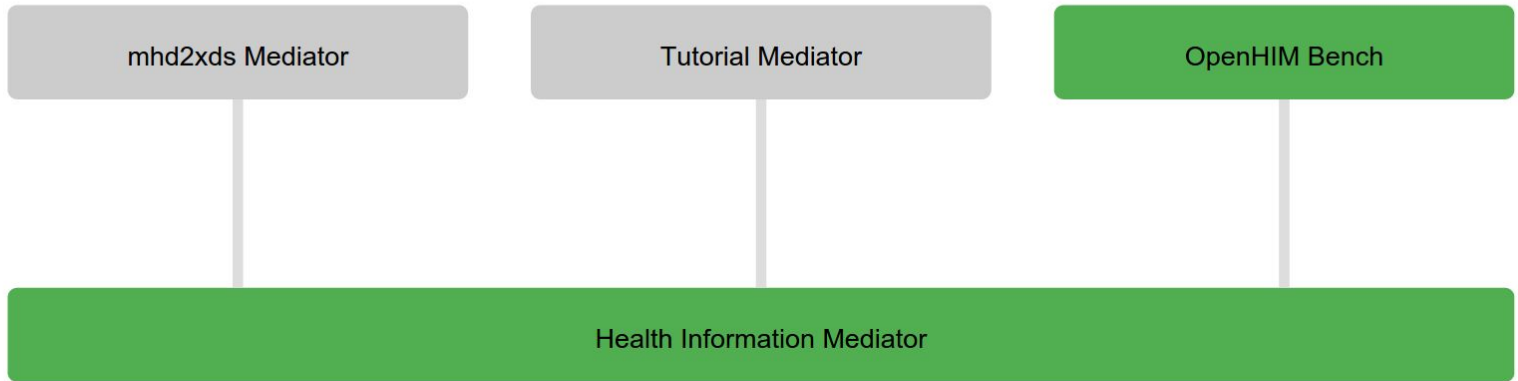 mhd2xds Mediator
Tutorial Mediator
OpenHIM Bench
Health Information Mediator